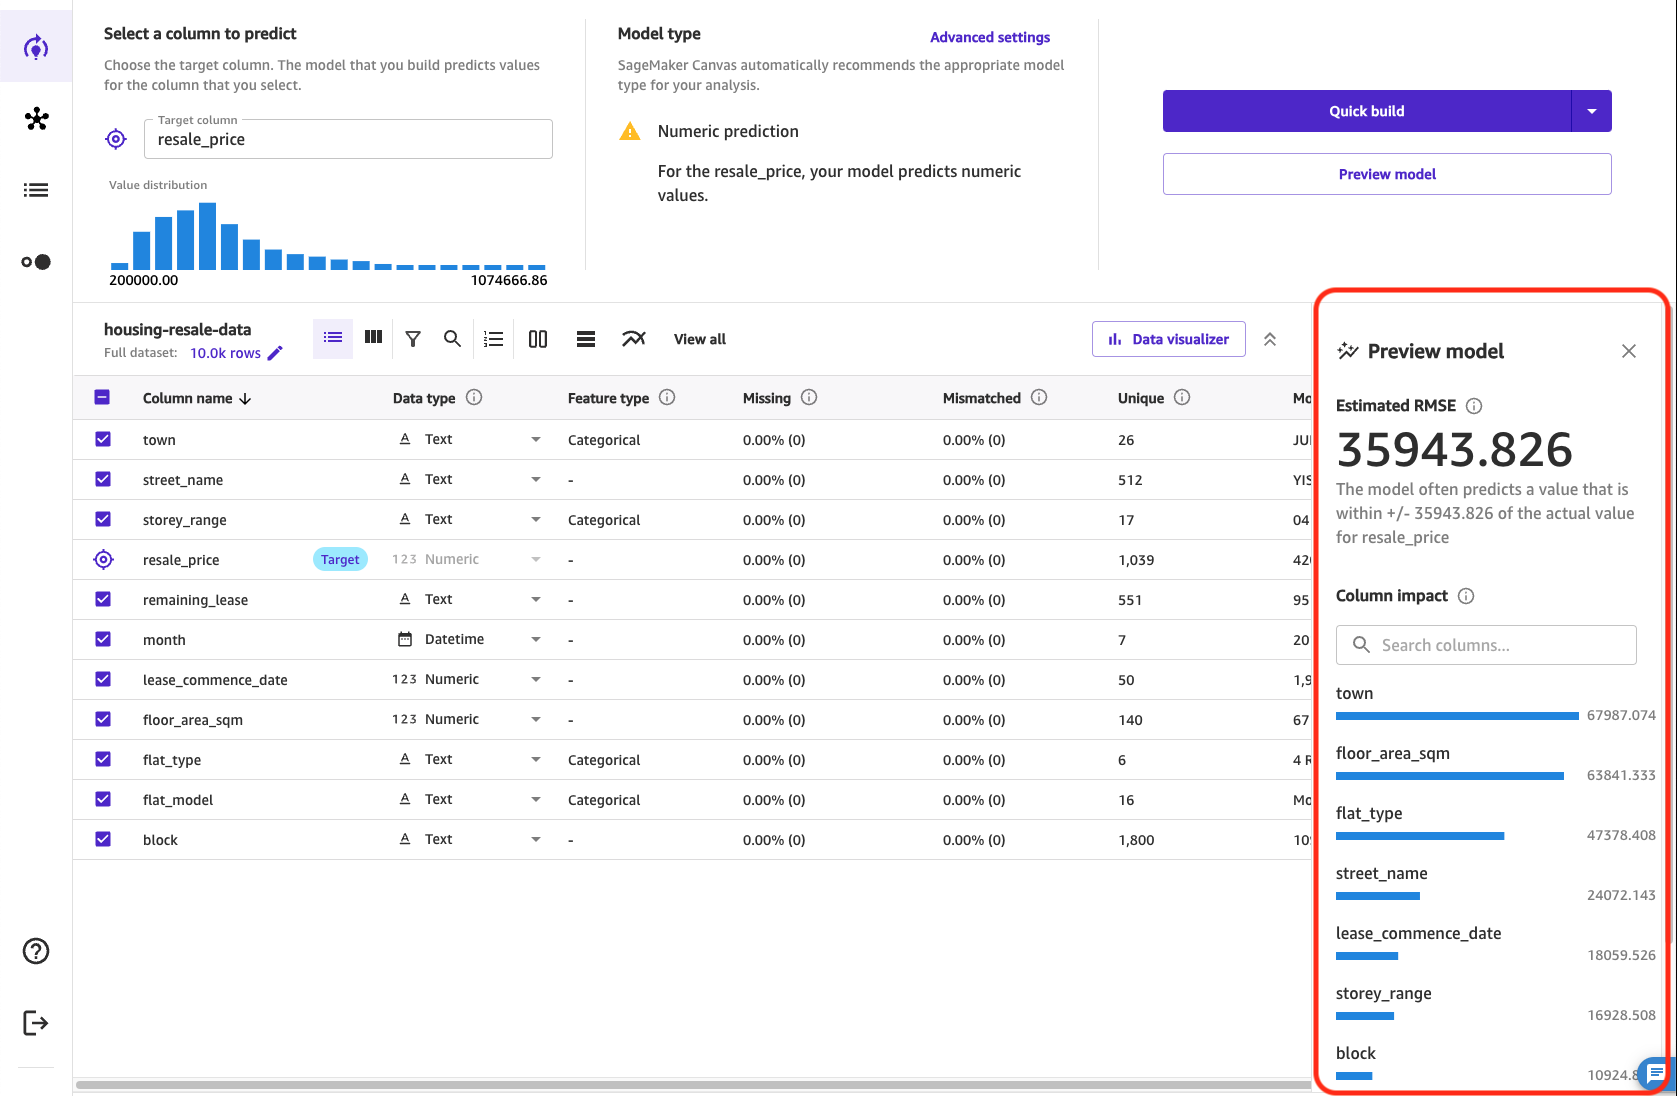 Select a column to predict
Choose the target column. The model that you build predicts values
for the column that you select.
Target column
resale_price
Value distribution
200000.00 1074666.86
Model type
Advanced settings
SageMaker Canvas automatically recommends the appropriate model
type for your analysis.
Numeric prediction
For the resale_price, your model predicts numeric
values.
Quick build
Preview model
housing-resale-data
Full dataset: 10.0k rows
View all
Data visualizer
Column name Data type Feature type Missing Mismatched Unique Mo
town Text Categorical 0.00% (0) 0.00% (0) 26
street_name Text - 0.00% (0) 0.00% (0) 512 YIS
storey_range Text Categorical 0.00% (0) 0.00% (0) 17 04
resale_price Target 123 Numeric - 0.00% (0) 0.00% (0) 1,039
remaining_lease Text - 0.00% (0) 0.00% (0) 551 95
month Datetime - 0.00% (0) 0.00% (0) 7 20
lease_commence_date 123 Numeric - 0.00% (0) 0.00% (0) 50 1,9
floor_area_sqm 123 Numeric - 0.00% (0) 0.00% (0) 140 67
flat_type Text Categorical 0.00% (0) 0.00% (0) 6
flat_model Text Categorical 0.00% (0) 0.00% (0) 16 Mo
block Text - 0.00% (0) 0.00% (0) 1,800
Preview model
Estimated RMSE
35943.826
The model often predicts a value that is
within +/- 35943.826 of the actual value
for resale_price
Column impact
Search columns...
town
67987.074
floor_area_sqm
63841.333
flat_type
47378.408
street_name
24072.143
lease_commence_date
18059.526
storey_range
16928.508
block
10924.8